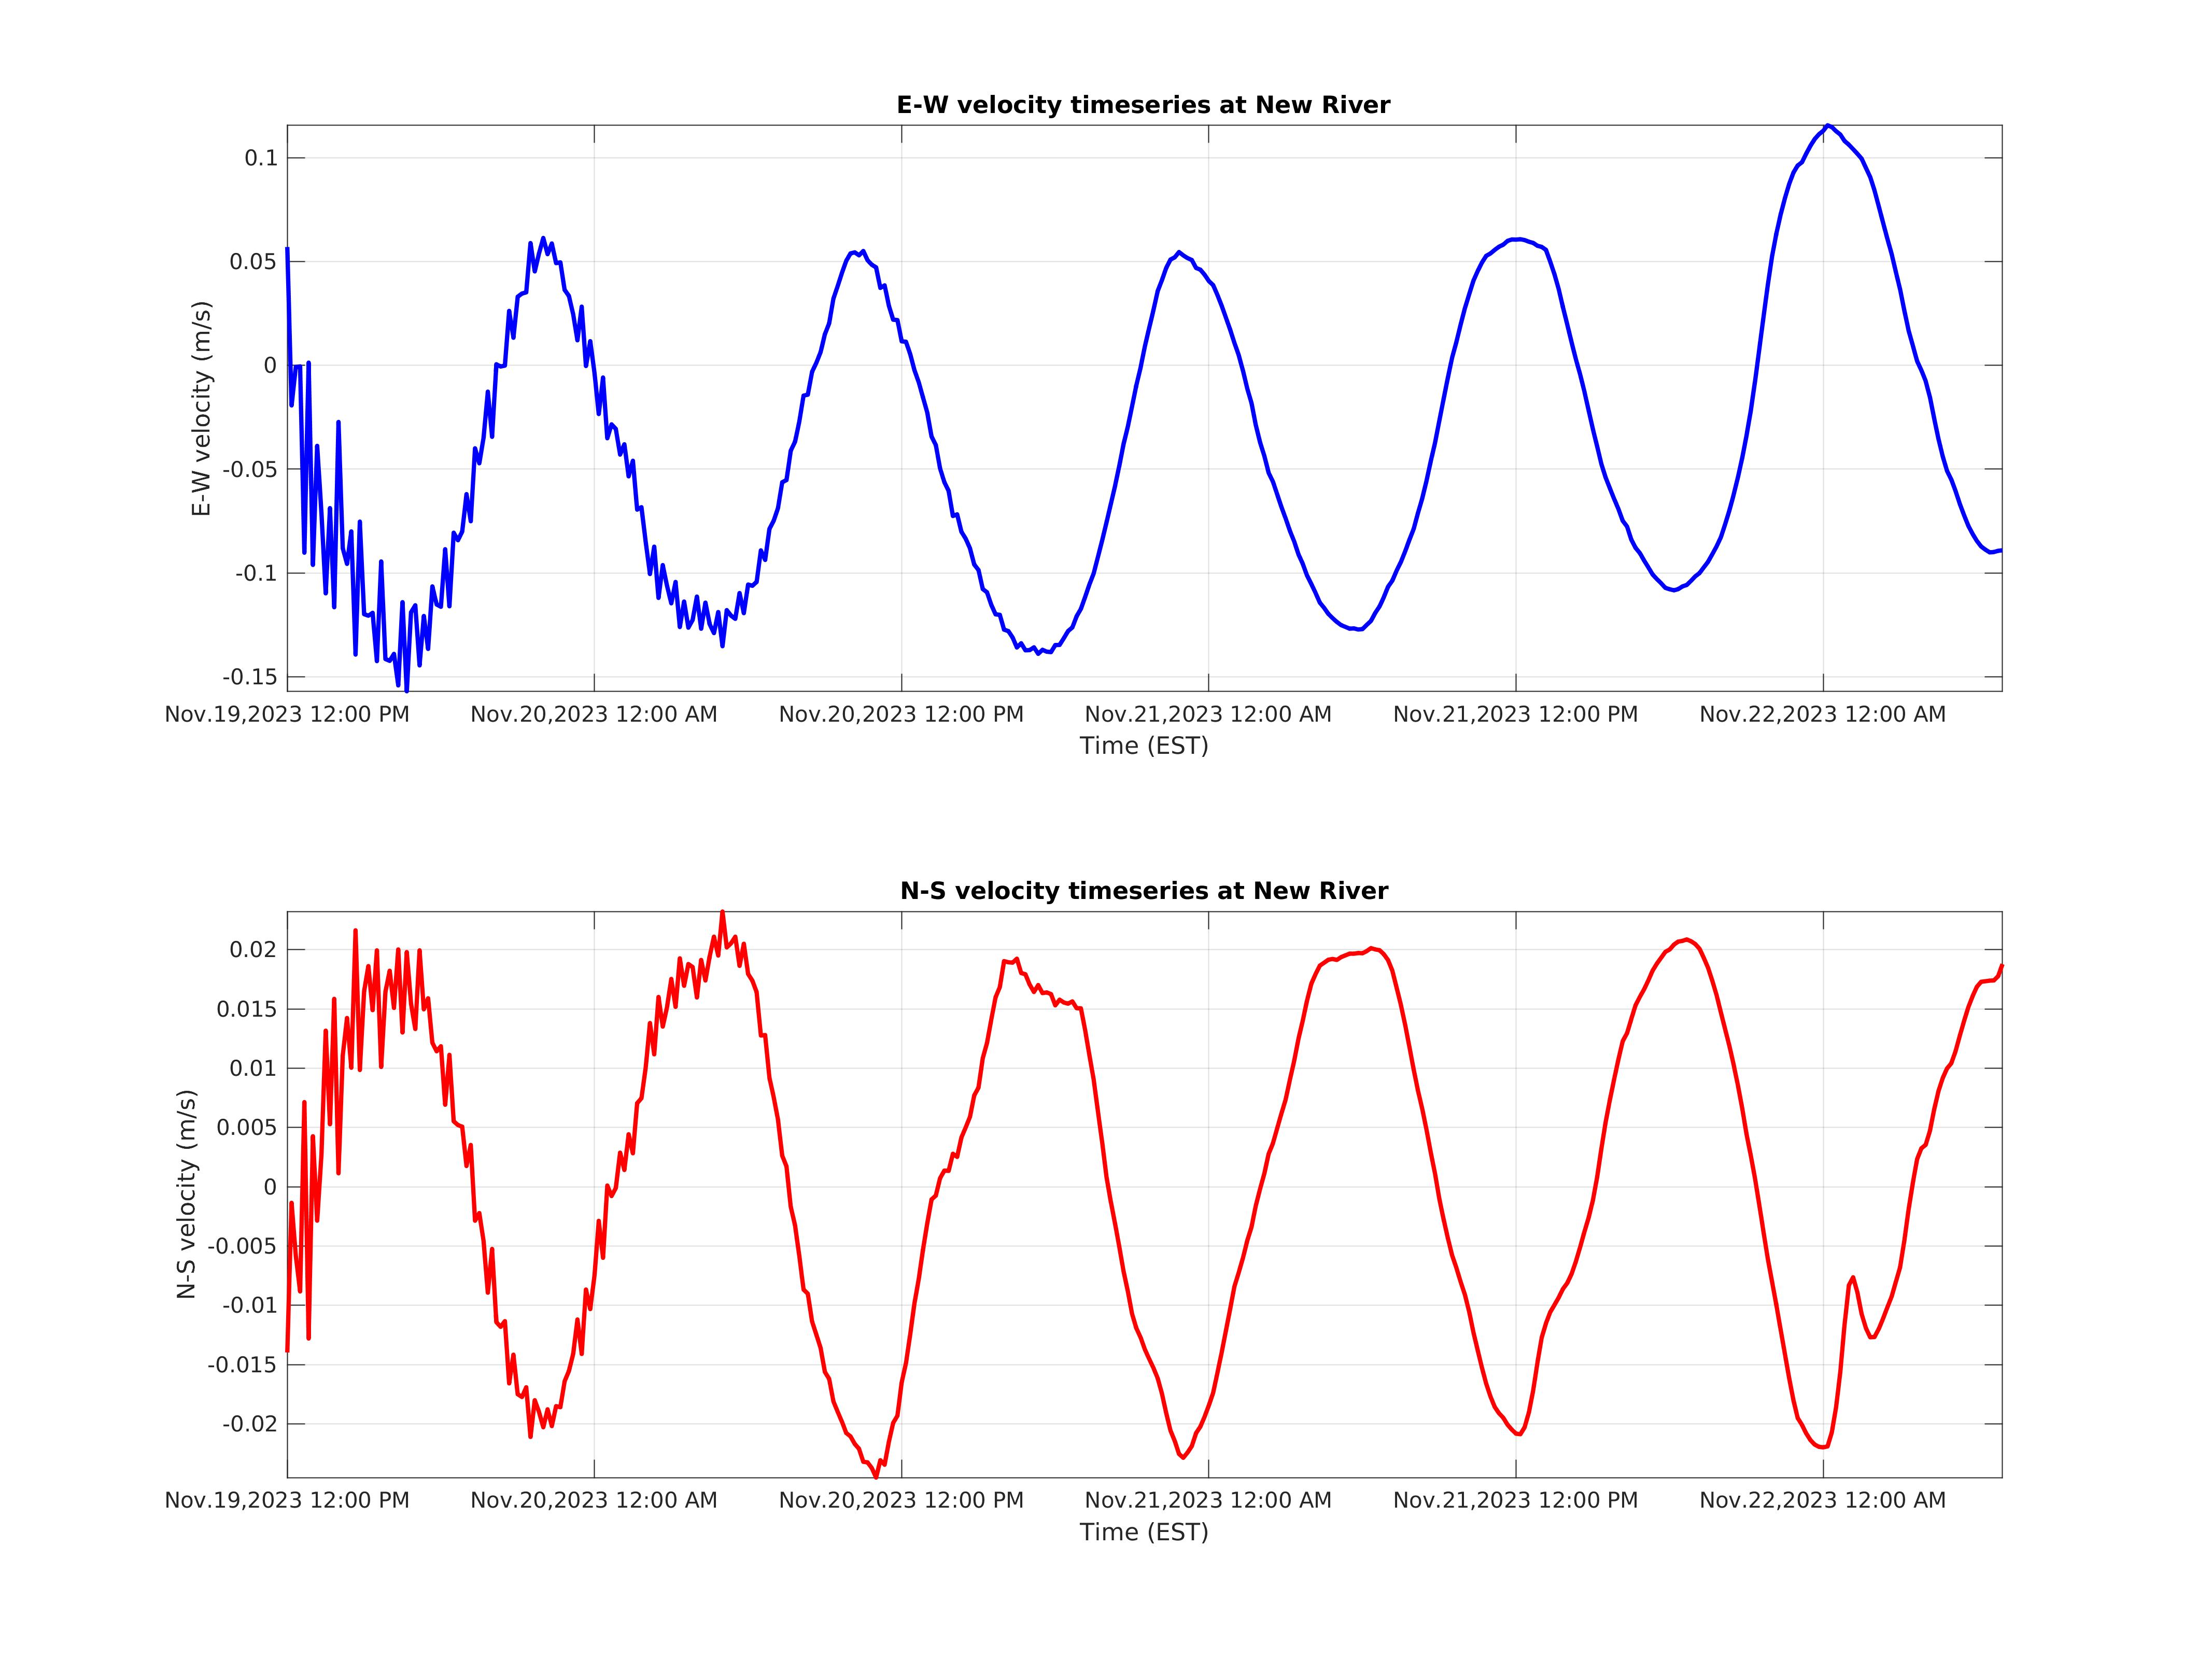 E-W velocity timeseries at New River
E-W velocity (m/s)
0.1
0.05
0
-0.05
-0.1
-0.15
Nov.19,2023 12:00 PM Nov.20,2023 12:00 AM Nov.20,2023 12:00 PM Nov.21,2023 12:00 AM Nov.21,2023 12:00 PM Nov.22,2023 12:00 AM
Time (EST)
N-S velocity timeseries at New River
N-S velocity (m/s)
0.02
0.015
0.01
0.005
0
-0.005
-0.01
-0.015
-0.02
Nov.19,2023 12:00 PM Nov.20,2023 12:00 AM Nov.20,2023 12:00 PM Nov.21,2023 12:00 AM Nov.21,2023 12:00 PM Nov.22,2023 12:00 AM
Time (EST)